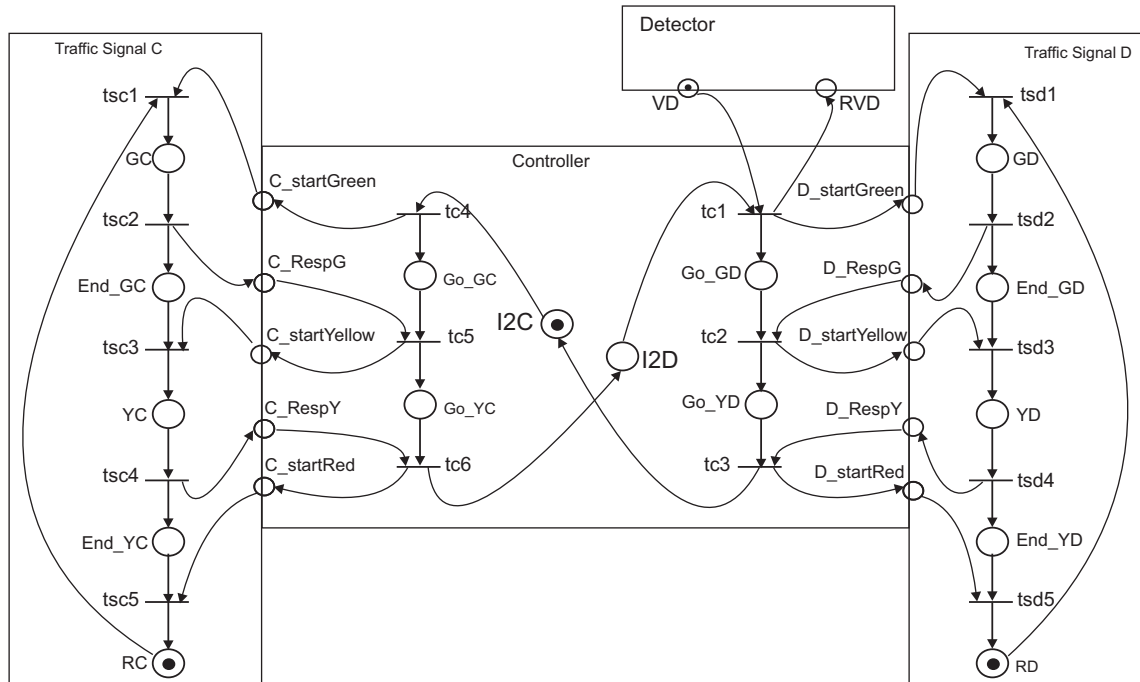 Detector
Traffic Signal C
Traffic Signal D
tsc1
VD
RVD
tsd1
GC
Controller
GD
C_startGreen
D_startGreen
tsc2
tc4
tc1
tsd2
C_RespG
D_RespG
End_GC
Go_GC
Go_GD
End_GD
I2C
C_startYellow
D_startYellow
tsc3
tc5
tc2
tsd3
I2D
YC
C_RespY
Go_YC
Go_YD
D_RespY
YD
tsc4
C_startRed
tc6
tc3
D_startRed
tsd4
End_YC
End_YD
tsc5
tsd5
RC
RD